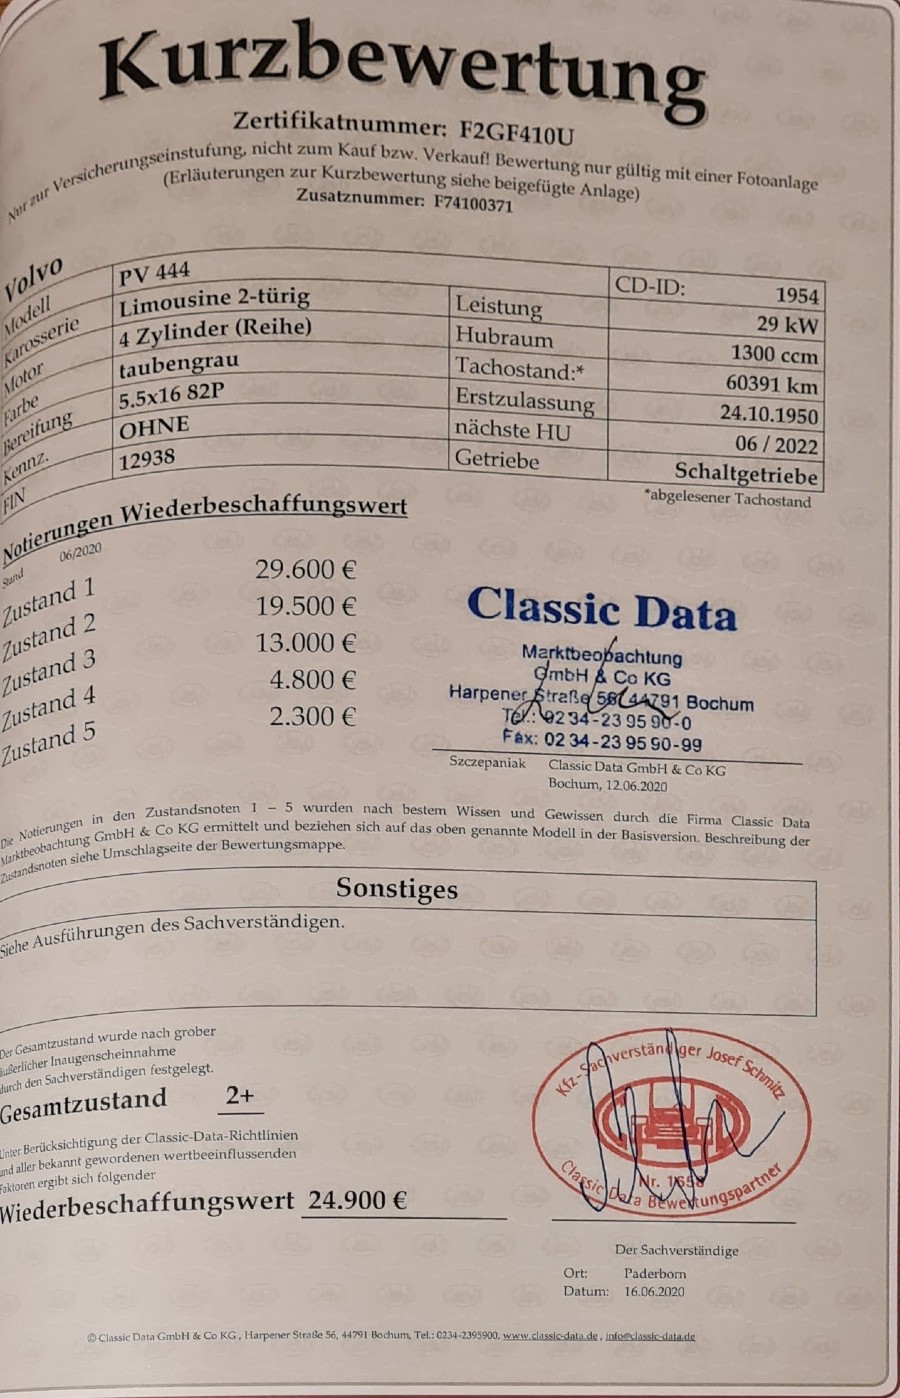 Kurzbewertung
Zertifikatnummer: F2GF410U
Nur zur Versicherungseinstufung, nicht zum Kauf bzw. Verkauf! Bewertung nur gültig mit einer Fotoanlage
(Erläuterungen zur Kurzbewertung siehe beigefügte Anlage)
Zusatznummer: F74100371
Volvo
CD-ID: 1954
Modell PV 444
Karosserie Limousine 2-türig Leistung 29 kW
Motor 4 Zylinder (Reihe) Hubraum 1300 ccm
Farbe taubengrau Tachostand:* 60391 km
Bereifung 5.5x16 82P Erstzulassung 24.10.1950
Kennz. OHNE nächste HU 06 / 2022
FIN 12938 Getriebe Schaltgetriebe
*abgelesener Tachostand
Notierungen Wiederbeschaffungswert
Stand 06/2020
Zustand 1 29.600 €
Zustand 2 19.500 €
Zustand 3 13.000 €
Zustand 4 4.800 €
Zustand 5 2.300 €
Classic Data
Marktbeobachtung
GmbH & Co KG
Harpener Straße 56, 44791 Bochum
Tel.: 02 34-23 95 90-0
Fax: 02 34-23 95 90-99
Szczepaniak Classic Data GmbH & Co KG
Bochum, 12.06.2020
Die Notierungen in den Zustandsnoten 1 – 5 wurden nach bestem Wissen und Gewissen durch die Firma Classic Data
Marktbeobachtung GmbH & Co KG ermittelt und beziehen sich auf das oben genannte Modell in der Basisversion. Beschreibung der
Zustandsnoten siehe Umschlagseite der Bewertungsmappe.
Sonstiges
Siehe Ausführungen des Sachverständigen.
Der Gesamtzustand wurde nach grober
äußerlicher Inaugenscheinnahme
durch den Sachverständigen festgelegt.
Gesamtzustand 2+
Unter Berücksichtigung der Classic-Data-Richtlinien
und aller bekannt gewordenen wertbeeinflussenden
Faktoren ergibt sich folgender
Wiederbeschaffungswert 24.900 €
Kfz-Sachverständiger Josef Schmitz
Nr. 1658
Classic Data Bewertungspartner
Der Sachverständige
Ort: Paderborn
Datum: 16.06.2020
© Classic Data GmbH & Co KG, Harpener Straße 56, 44791 Bochum, Tel.: 0234-2395900, www.classic-data.de, info@classic-data.de